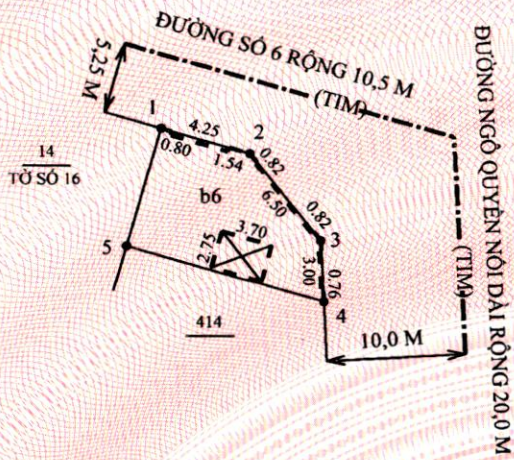 ĐƯỜNG SỐ 6 RỘNG 10,5 M
(TIM)
5,25 M
ĐƯỜNG NGÔ QUYỀN NỐI DÀI RỘNG 20,0 M
(TIM)
1
4.25
2
0.80
1.54
0.82
14
TỜ SỐ 16
b6
6.50
0.82
3
5
2.75
3.70
3.00
0.76
4
414
10,0 M